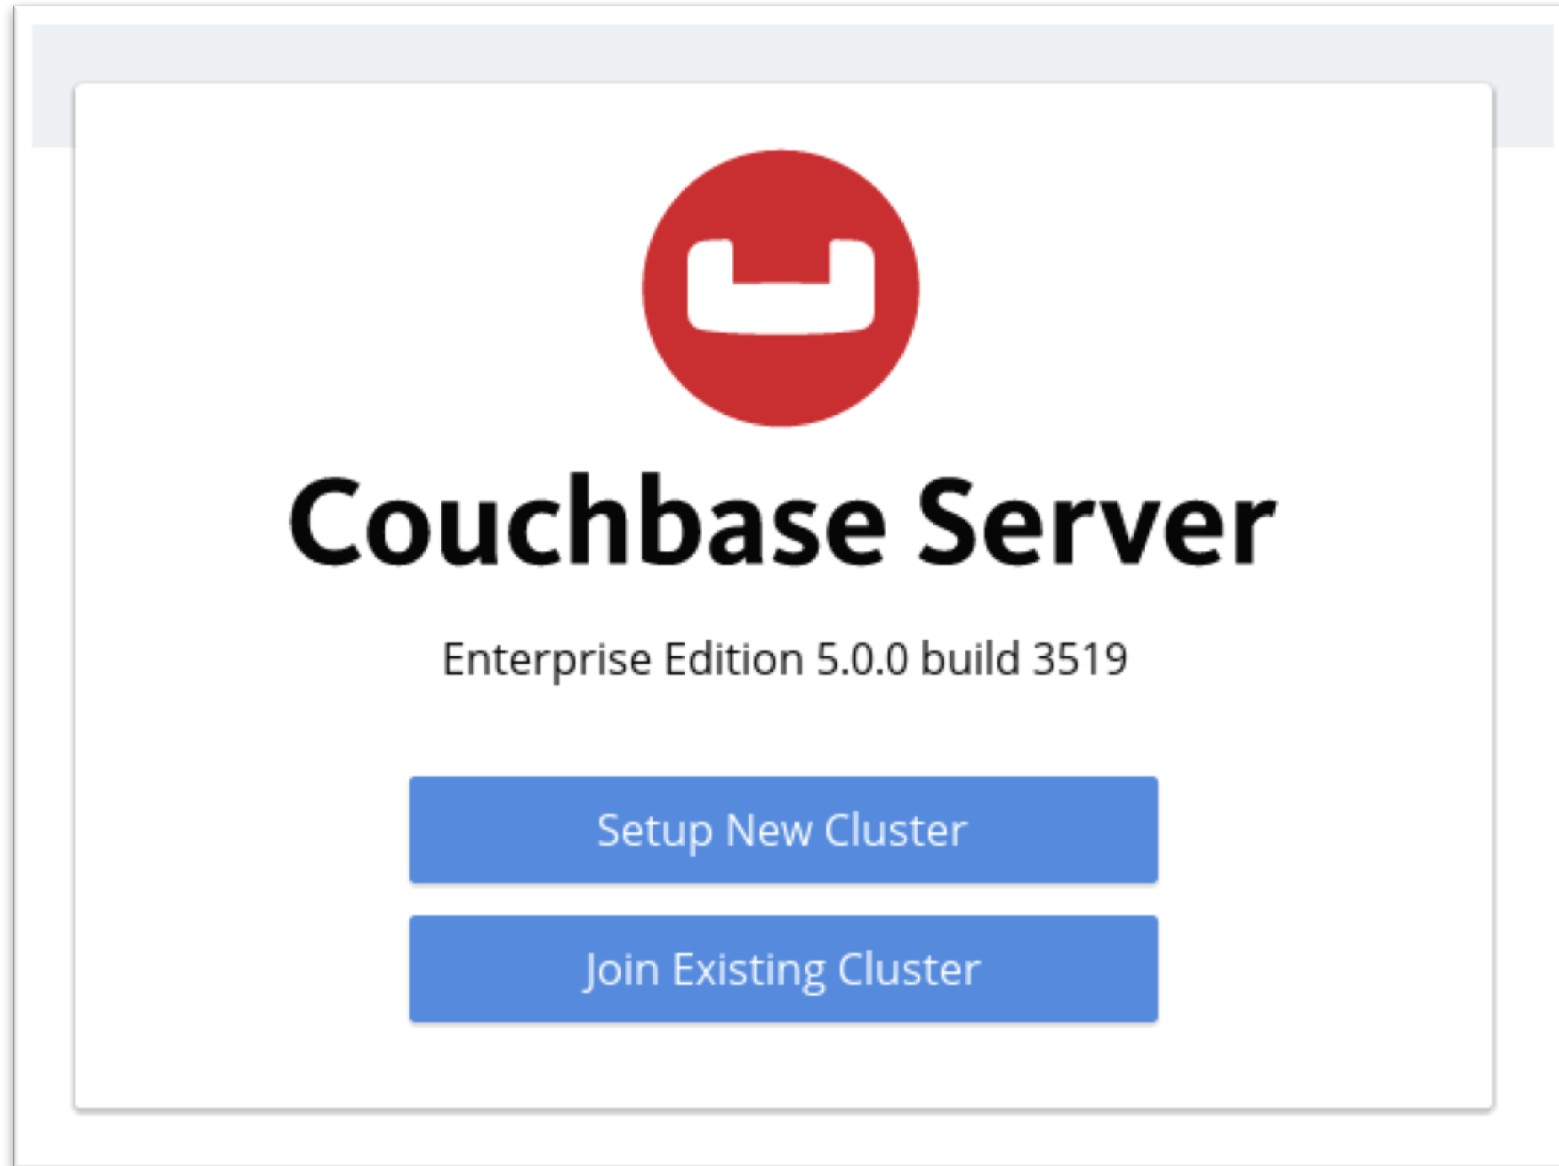 Couchbase Server
Enterprise Edition 5.0.0 build 3519
Setup New Cluster
Join Existing Cluster